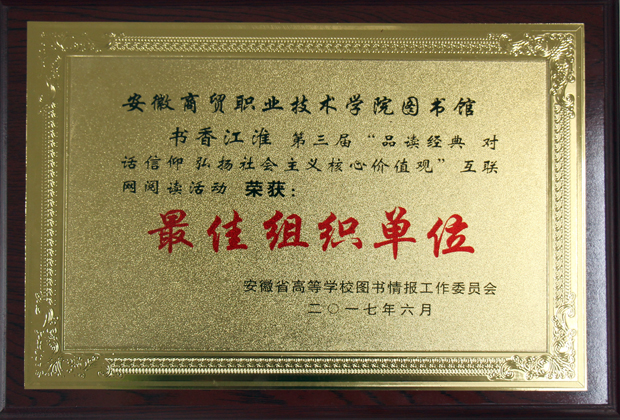 安徽商贸职业技术学院图书馆
书香江淮 第三届“品读经典 对
话信仰 弘扬社会主义核心价值观”互联
网阅读活动 荣获：
最佳组织单位
安徽省高等学校图书情报工作委员会
二〇一七年六月